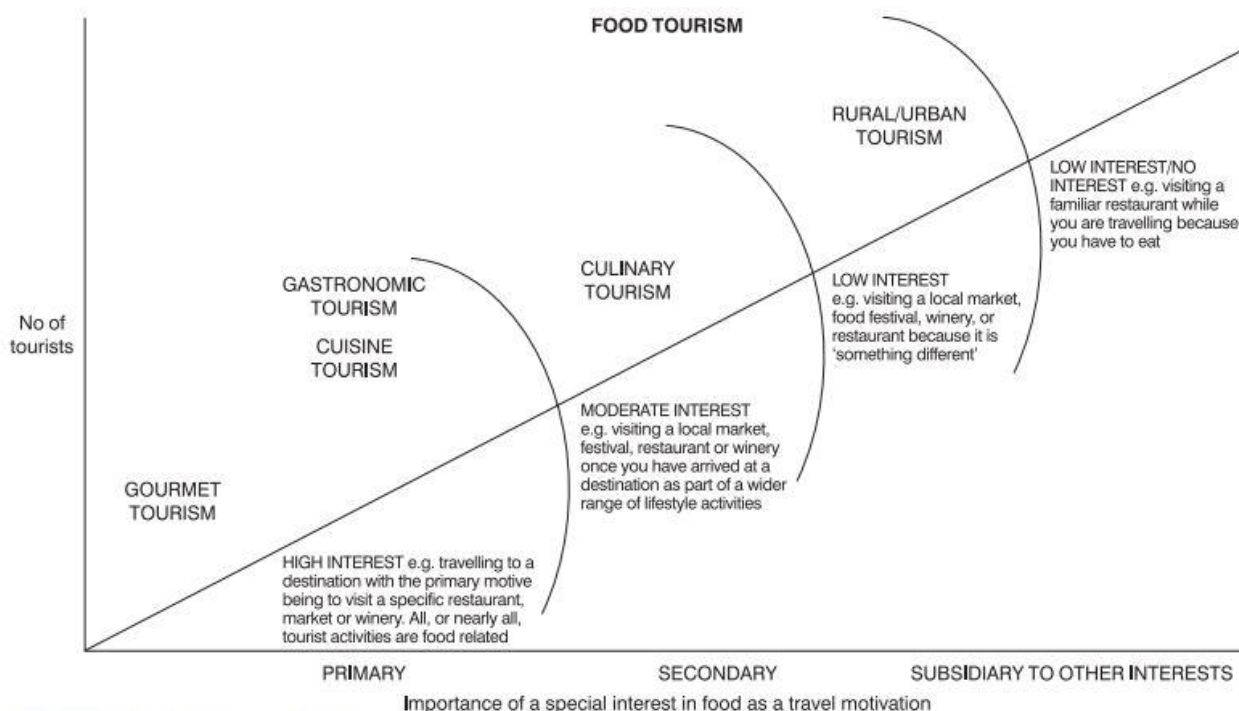 FOOD TOURISM
RURAL/URBAN
TOURISM
LOW INTEREST/NO
INTEREST e.g. visiting a
familiar restaurant while
you are travelling because
you have to eat
CULINARY
TOURISM
LOW INTEREST
e.g. visiting a local market,
food festival, winery, or
restaurant because it is
‘something different’
GASTRONOMIC
TOURISM
CUISINE
TOURISM
No of
tourists
MODERATE INTEREST
e.g. visiting a local market,
festival, restaurant or winery
once you have arrived at a
destination as part of a wider
range of lifestyle activities
GOURMET
TOURISM
HIGH INTEREST e.g. travelling to a
destination with the primary motive
being to visit a specific restaurant,
market or winery. All, or nearly all,
tourist activities are food related
PRIMARY SECONDARY SUBSIDIARY TO OTHER INTERESTS
Importance of a special interest in food as a travel motivation